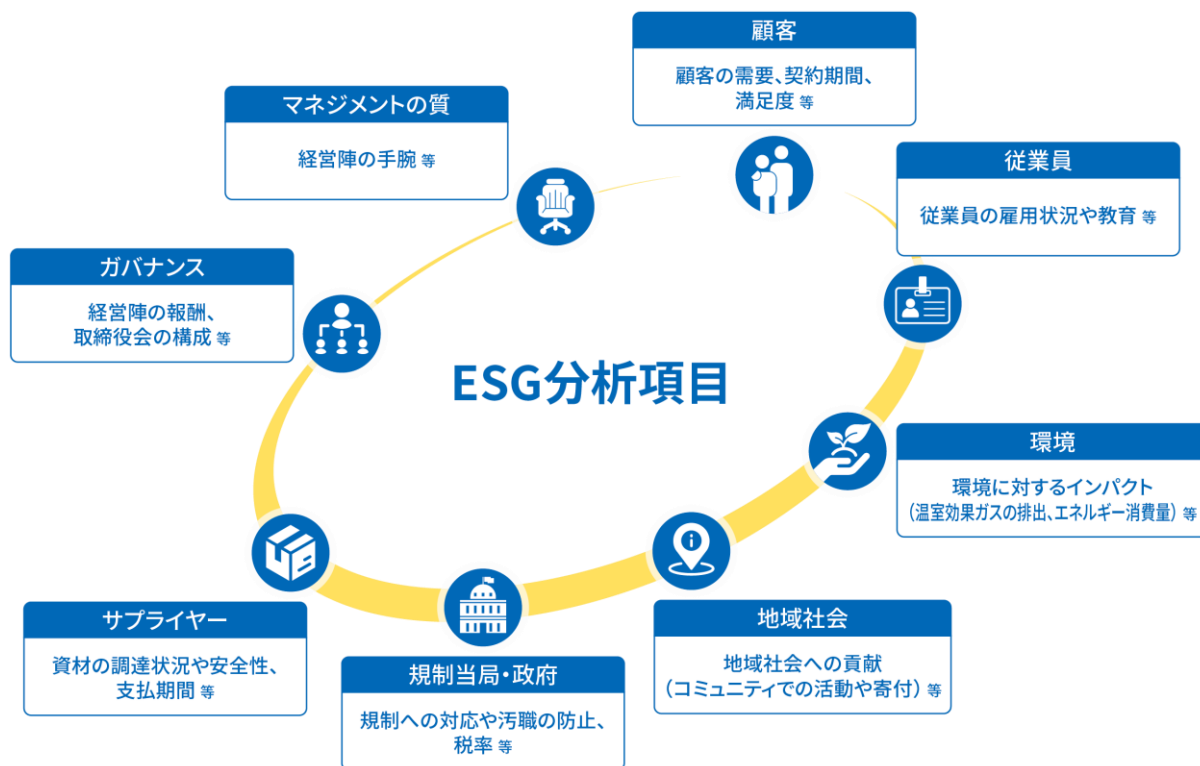 ESG分析項目
顧客
顧客の需要、契約期間、
満足度 等
従業員
従業員の雇用状況や教育 等
環境
環境に対するインパクト
(温室効果ガスの排出、エネルギー消費量) 等
地域社会
地域社会への貢献
(コミュニティでの活動や寄付) 等
規制当局・政府
規制への対応や汚職の防止、
税率 等
サプライヤー
資材の調達状況や安全性、
支払期間 等
ガバナンス
経営陣の報酬、
取締役会の構成 等
マネジメントの質
経営陣の手腕 等